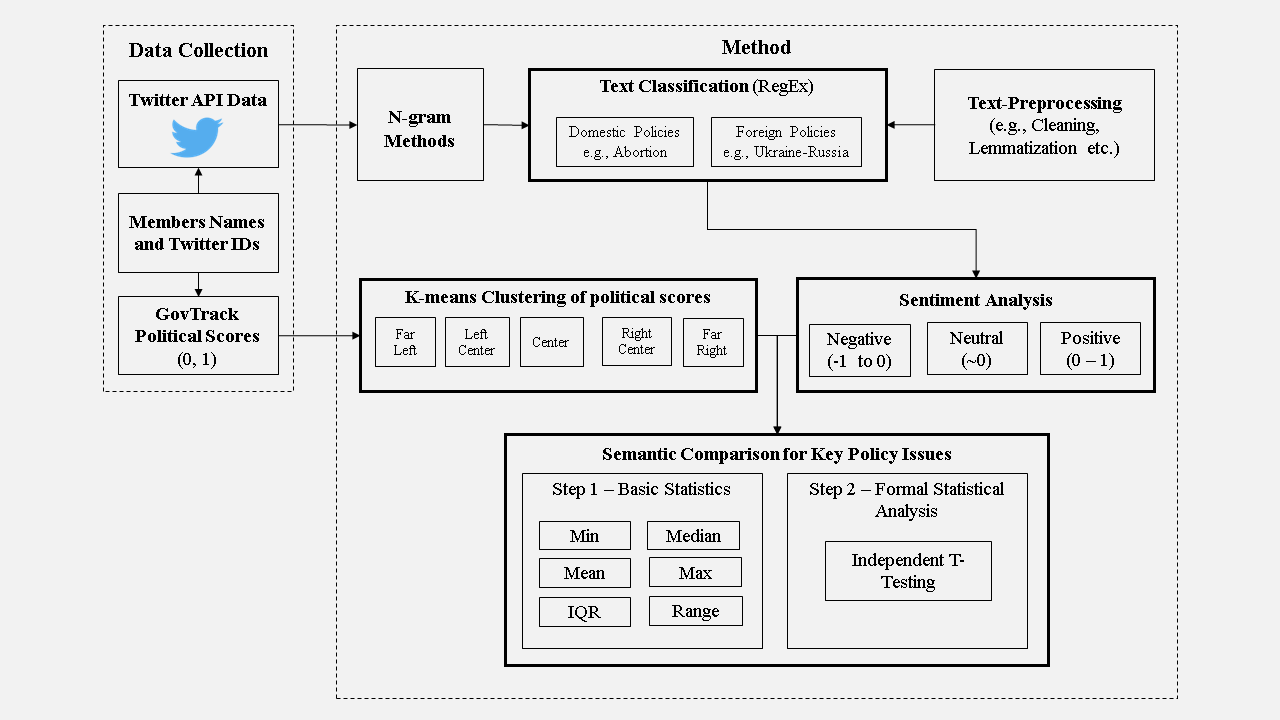 Data Collection
Twitter API Data
Members Names
and Twitter IDs
GovTrack
Political Scores
(0, 1)
Method
N-gram
Methods
Text Classification (RegEx)
Domestic Policies
e.g., Abortion
Foreign Policies
e.g., Ukraine-Russia
Text-Preprocessing
(e.g., Cleaning,
Lemmatization etc.)
K-means Clustering of political scores
Far
Left
Left
Center
Center
Right
Center
Far
Right
Sentiment Analysis
Negative
(-1 to 0)
Neutral
(~0)
Positive
(0 – 1)
Semantic Comparison for Key Policy Issues
Step 1 – Basic Statistics
Min
Median
Mean
Max
IQR
Range
Step 2 – Formal Statistical
Analysis
Independent T-
Testing